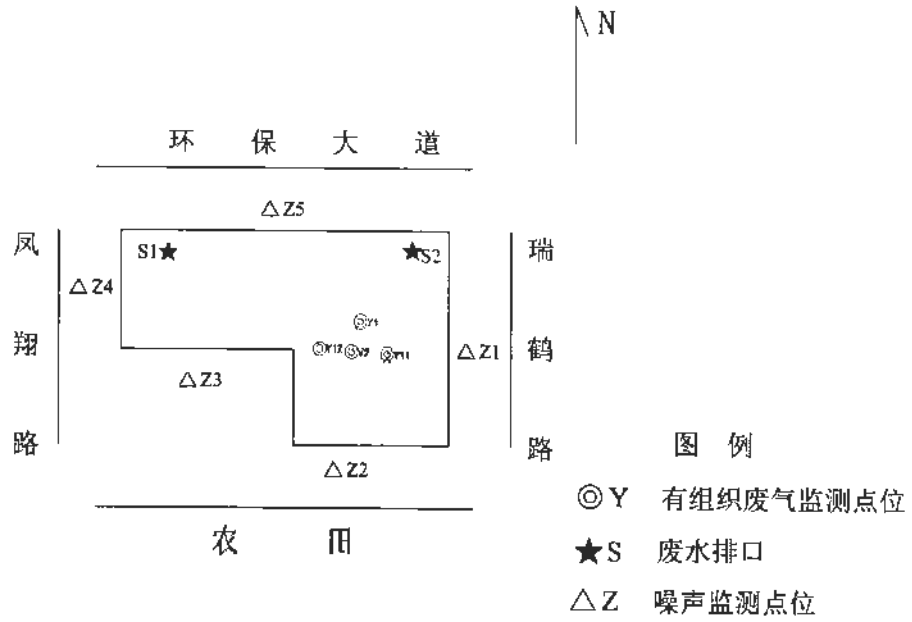 N
环保大道
△Z5
凤翔路
瑞鹤路
S1★
★S2
△Z4
◎Y12
△Z1
△Z3
△Z2
农田
图例
◎Y 有组织废气监测点位
★S 废水排口
△Z 噪声监测点位